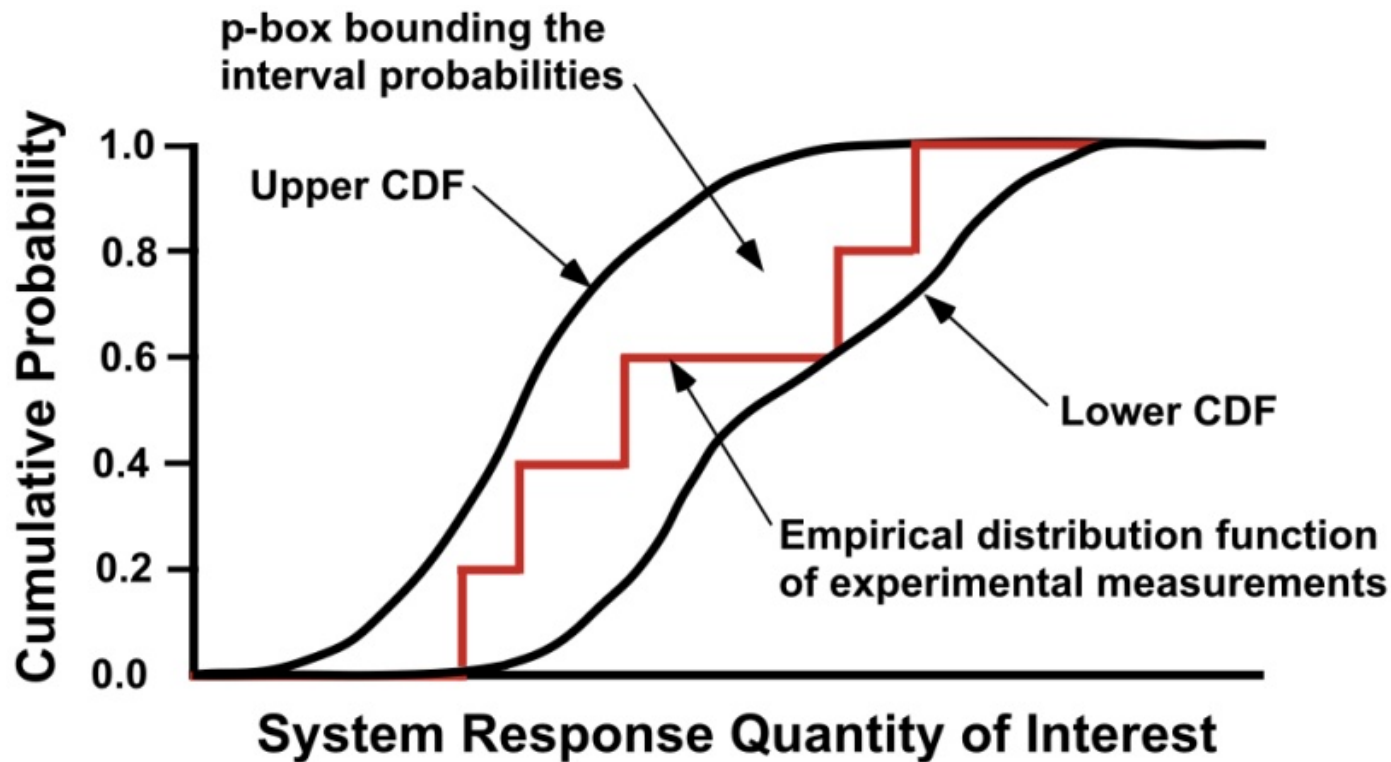 p-box bounding the
interval probabilities
Cumulative Probability
1.0
Upper CDF
0.8
0.6
Lower CDF
0.4
Empirical distribution function
of experimental measurements
0.2
0.0
System Response Quantity of Interest